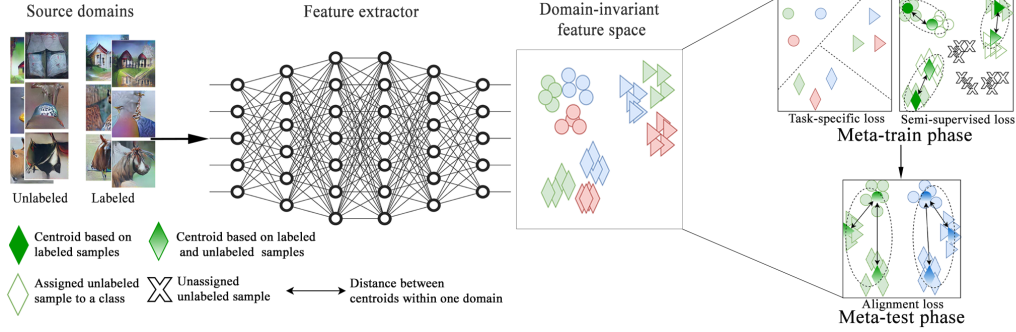 Source domains
Feature extractor
Domain-invariant
feature space
Unlabeled
Labeled
Task-specific loss
Semi-supervised loss
Meta-train phase
Alignment loss
Meta-test phase
Centroid based on
labeled samples
Centroid based on labeled
and unlabeled samples
Assigned unlabeled
sample to a class
Unassigned
unlabeled sample
Distance between
centroids within one domain